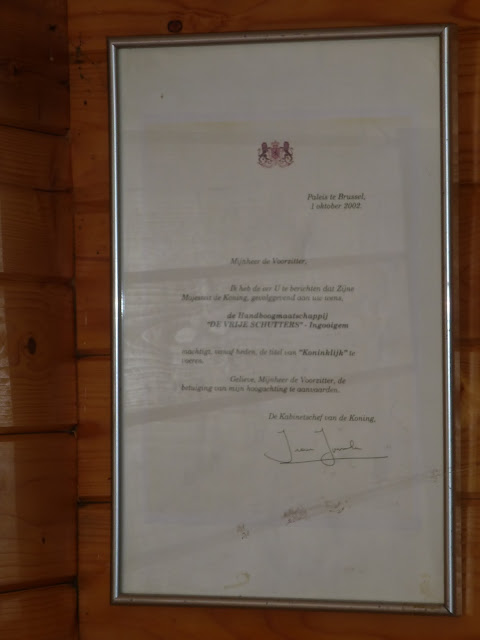 Paleis te Brussel,
1 oktober 2002.
Mijnheer de Voorzitter,
Ik heb de eer U te berichten dat Zijne
Majesteit de Koning, gevolggevend aan uw wens,
de Handboogmaatschappij
"DE VRIJE SCHUTTERS" - Ingooigem
machtigt, vanaf heden, de titel van "Koninklijk" te
voeren.
Gelieve, Mijnheer de Voorzitter, de
betuiging van mijn hoogachting te aanvaarden.
De Kabinetschef van de Koning,